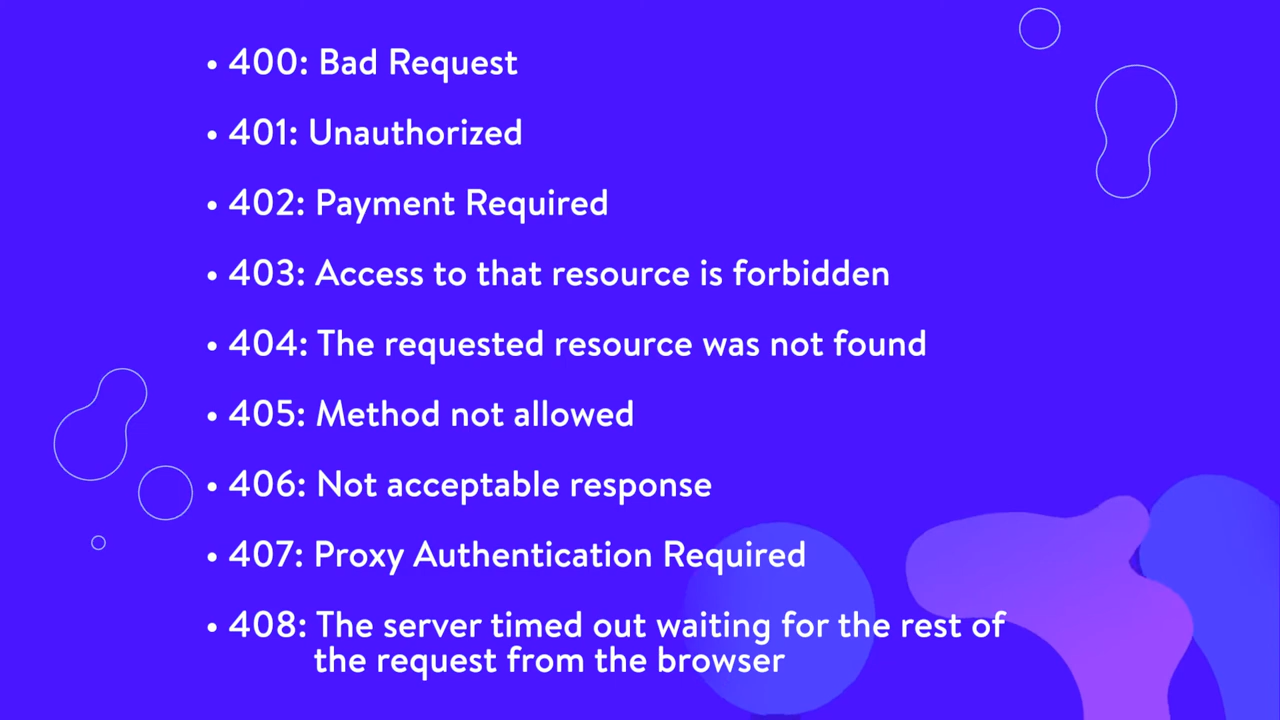 • 400: Bad Request
• 401: Unauthorized
• 402: Payment Required
• 403: Access to that resource is forbidden
• 404: The requested resource was not found
• 405: Method not allowed
• 406: Not acceptable response
• 407: Proxy Authentication Required
• 408: The server timed out waiting for the rest of
the request from the browser